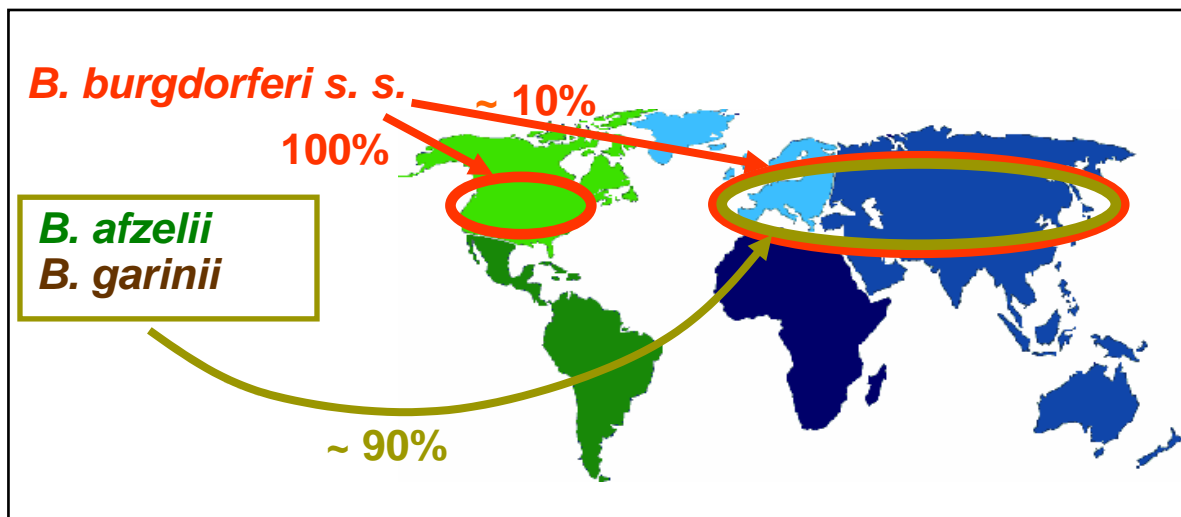 B. burgdorferi s. s.
~ 10%
100%
B. afzelii
B. garinii
~ 90%